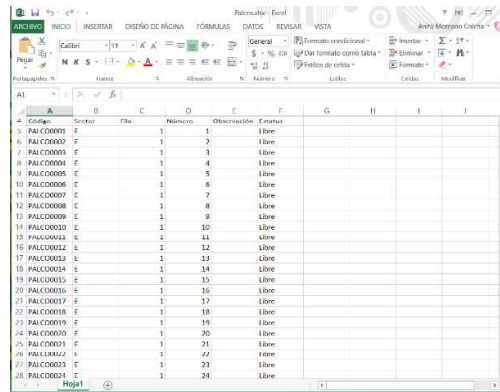 Palcos.xlsx - Excel
ARCHIVO INICIO INSERTAR DISEÑO DE PÁGINA FÓRMULAS DATOS REVISAR VISTA Anita Moreano Colcha
Pegar
Calibri 11
N K S
General
$ % 000
Formato condicional
Dar formato como tabla
Estilos de celda
Insertar
Eliminar
Formato
Portapapeles Fuente Alineación Número Estilos Celdas Modificar
A1
A B C D E F G H I J
4 Código Sector Fila Número Observación Estatus
5 PALCO0001 E 1 1 Libre
6 PALCO0002 E 1 2 Libre
7 PALCO0003 E 1 3 Libre
8 PALCO0004 E 1 4 Libre
9 PALCO0005 E 1 5 Libre
10 PALCO0006 E 1 6 Libre
11 PALCO0007 E 1 7 Libre
12 PALCO0008 E 1 8 Libre
13 PALCO0009 E 1 9 Libre
14 PALCO0010 E 1 10 Libre
15 PALCO0011 E 1 11 Libre
16 PALCO0012 E 1 12 Libre
17 PALCO0013 E 1 13 Libre
18 PALCO0014 E 1 14 Libre
19 PALCO0015 E 1 15 Libre
20 PALCO0016 E 1 16 Libre
21 PALCO0017 E 1 17 Libre
22 PALCO0018 E 1 18 Libre
23 PALCO0019 E 1 19 Libre
24 PALCO0020 E 1 20 Libre
25 PALCO0021 E 1 21 Libre
26 PALCO0022 E 1 22 Libre
27 PALCO0023 E 1 23 Libre
28 PALCO0024 E 1 24 Libre
Hoja1